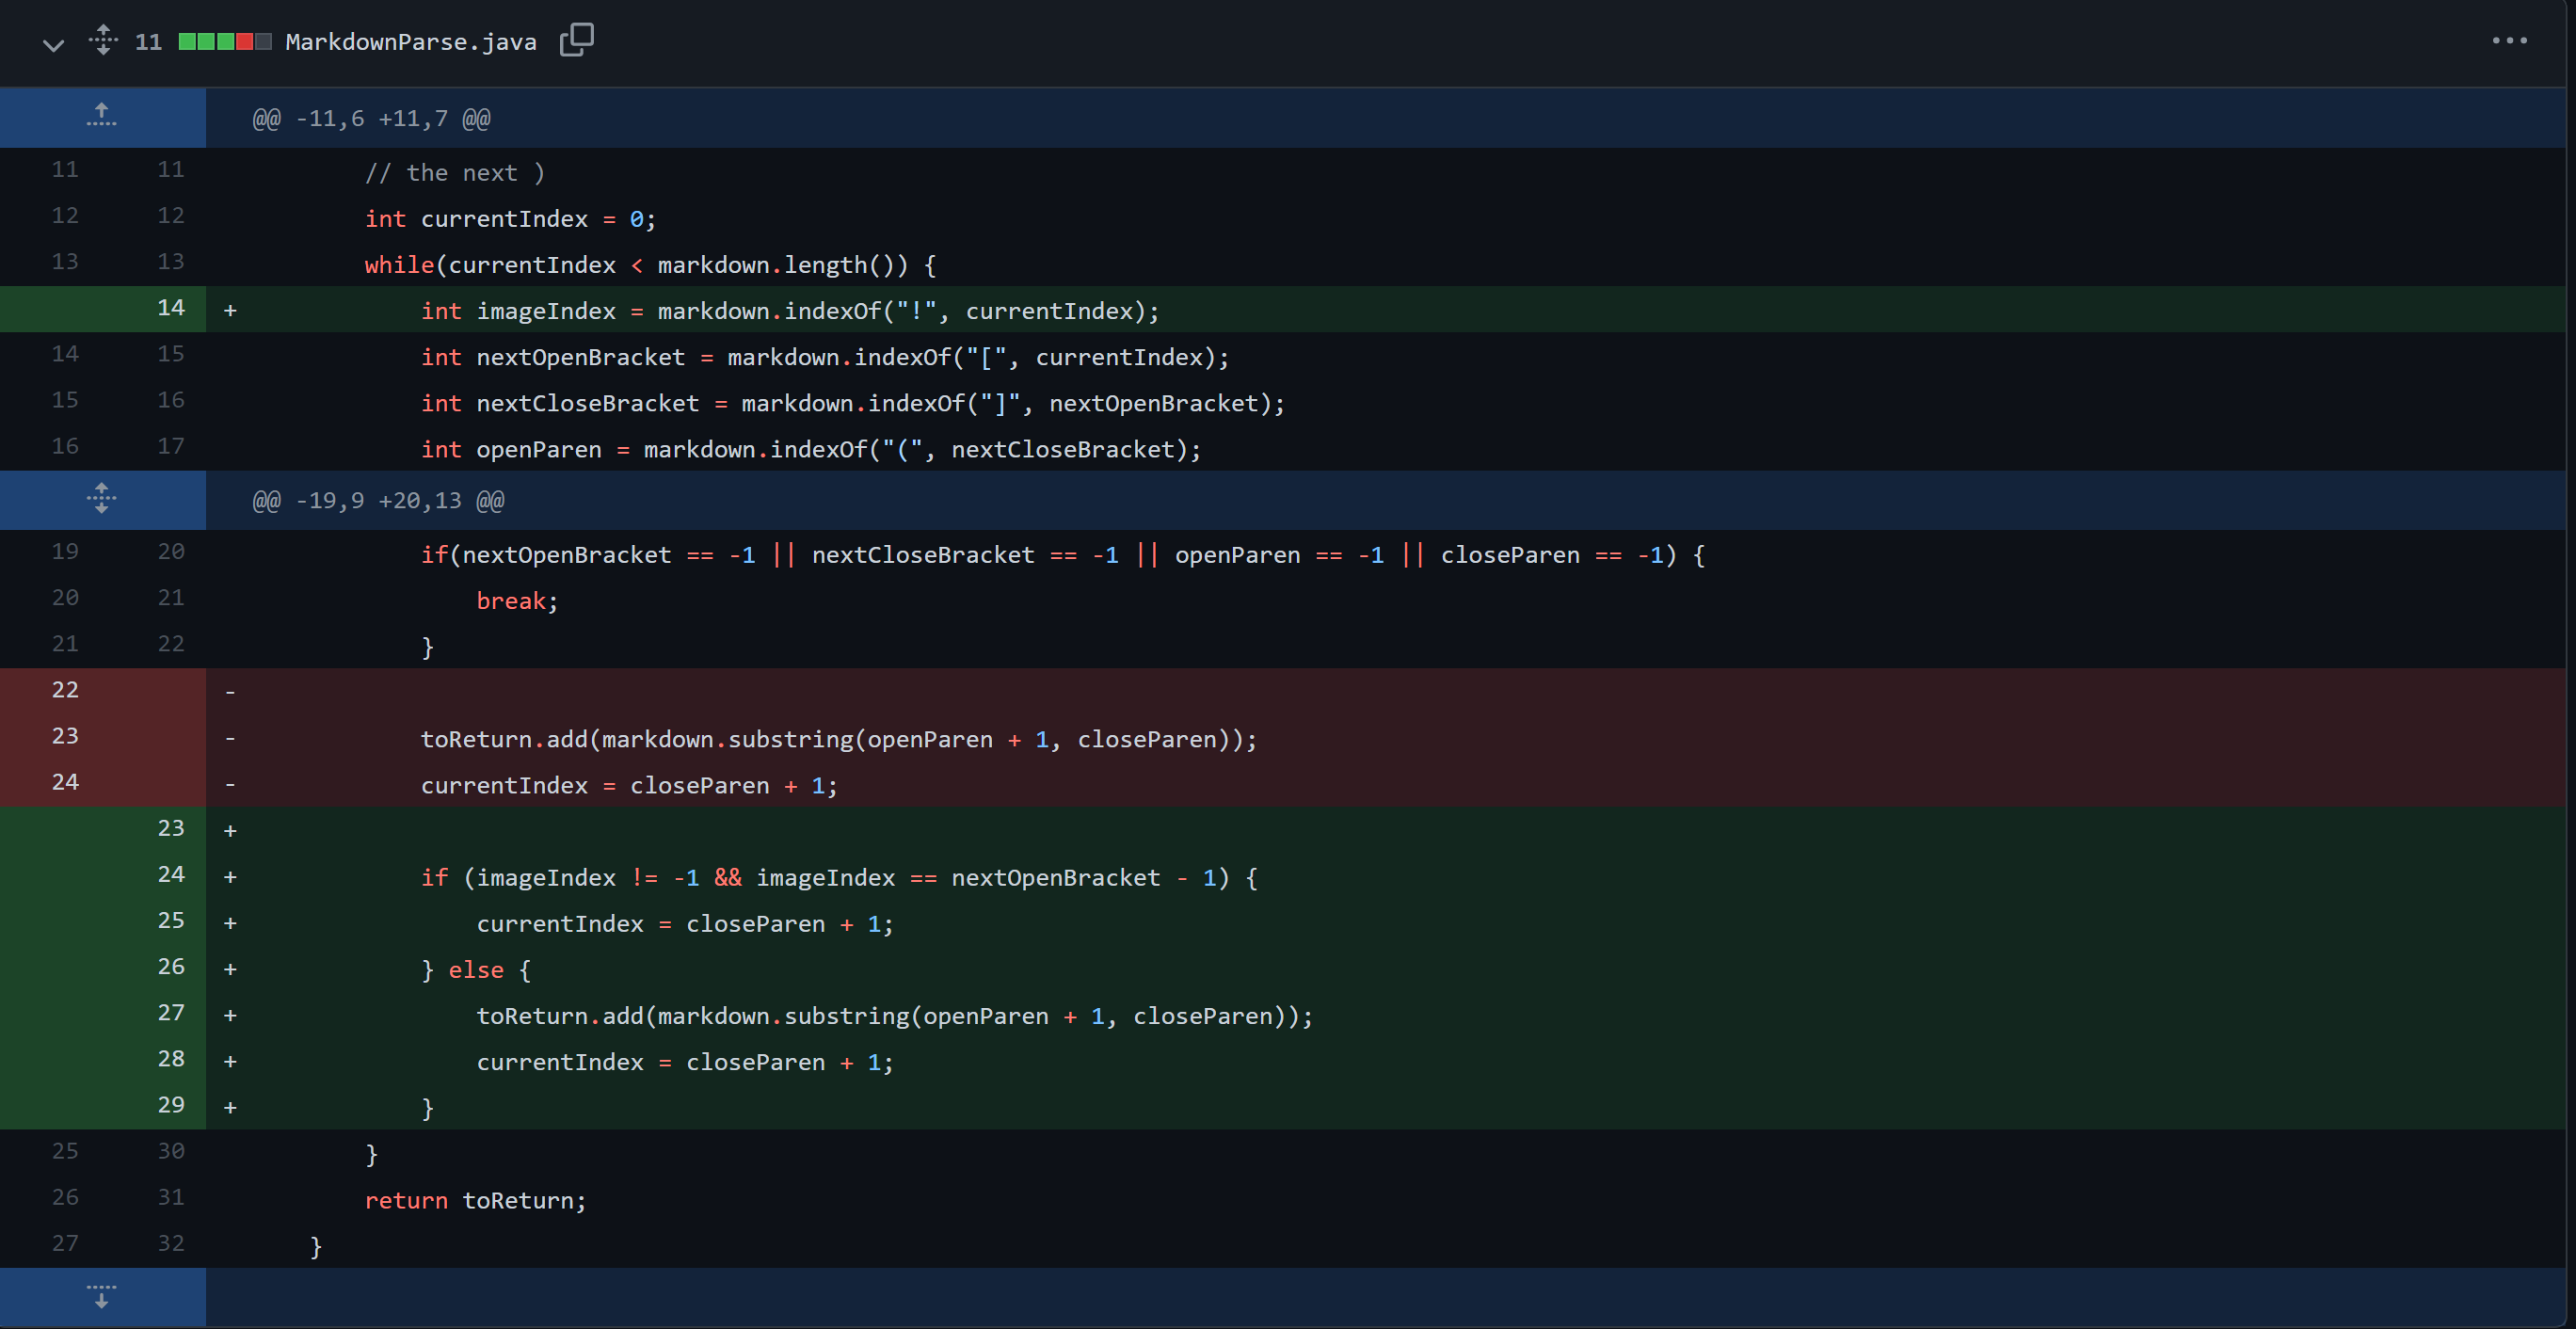 11 MarkdownParse.java
@@ -11,6 +11,7 @@
11 11 // the next )
12 12 int currentIndex = 0;
13 13 while(currentIndex < markdown.length()) {
14 + int imageIndex = markdown.indexOf("!", currentIndex);
14 15 int nextOpenBracket = markdown.indexOf("[", currentIndex);
15 16 int nextCloseBracket = markdown.indexOf("]", nextOpenBracket);
16 17 int openParen = markdown.indexOf("(", nextCloseBracket);
@@ -19,9 +20,13 @@
19 20 if(nextOpenBracket == -1 || nextCloseBracket == -1 || openParen == -1 || closeParen == -1) {
20 21 break;
21 22 }
22 -
23 - toReturn.add(markdown.substring(openParen + 1, closeParen));
24 - currentIndex = closeParen + 1;
23 +
24 + if (imageIndex != -1 && imageIndex == nextOpenBracket - 1) {
25 + currentIndex = closeParen + 1;
26 + } else {
27 + toReturn.add(markdown.substring(openParen + 1, closeParen));
28 + currentIndex = closeParen + 1;
29 + }
25 30 }
26 31 return toReturn;
27 32 }